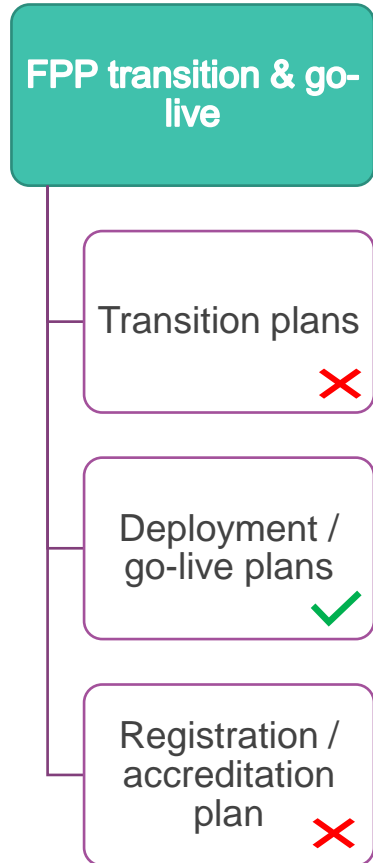 FPP transition & go-
live
Transition plans
Deployment /
go-live plans
Registration /
accreditation
plan